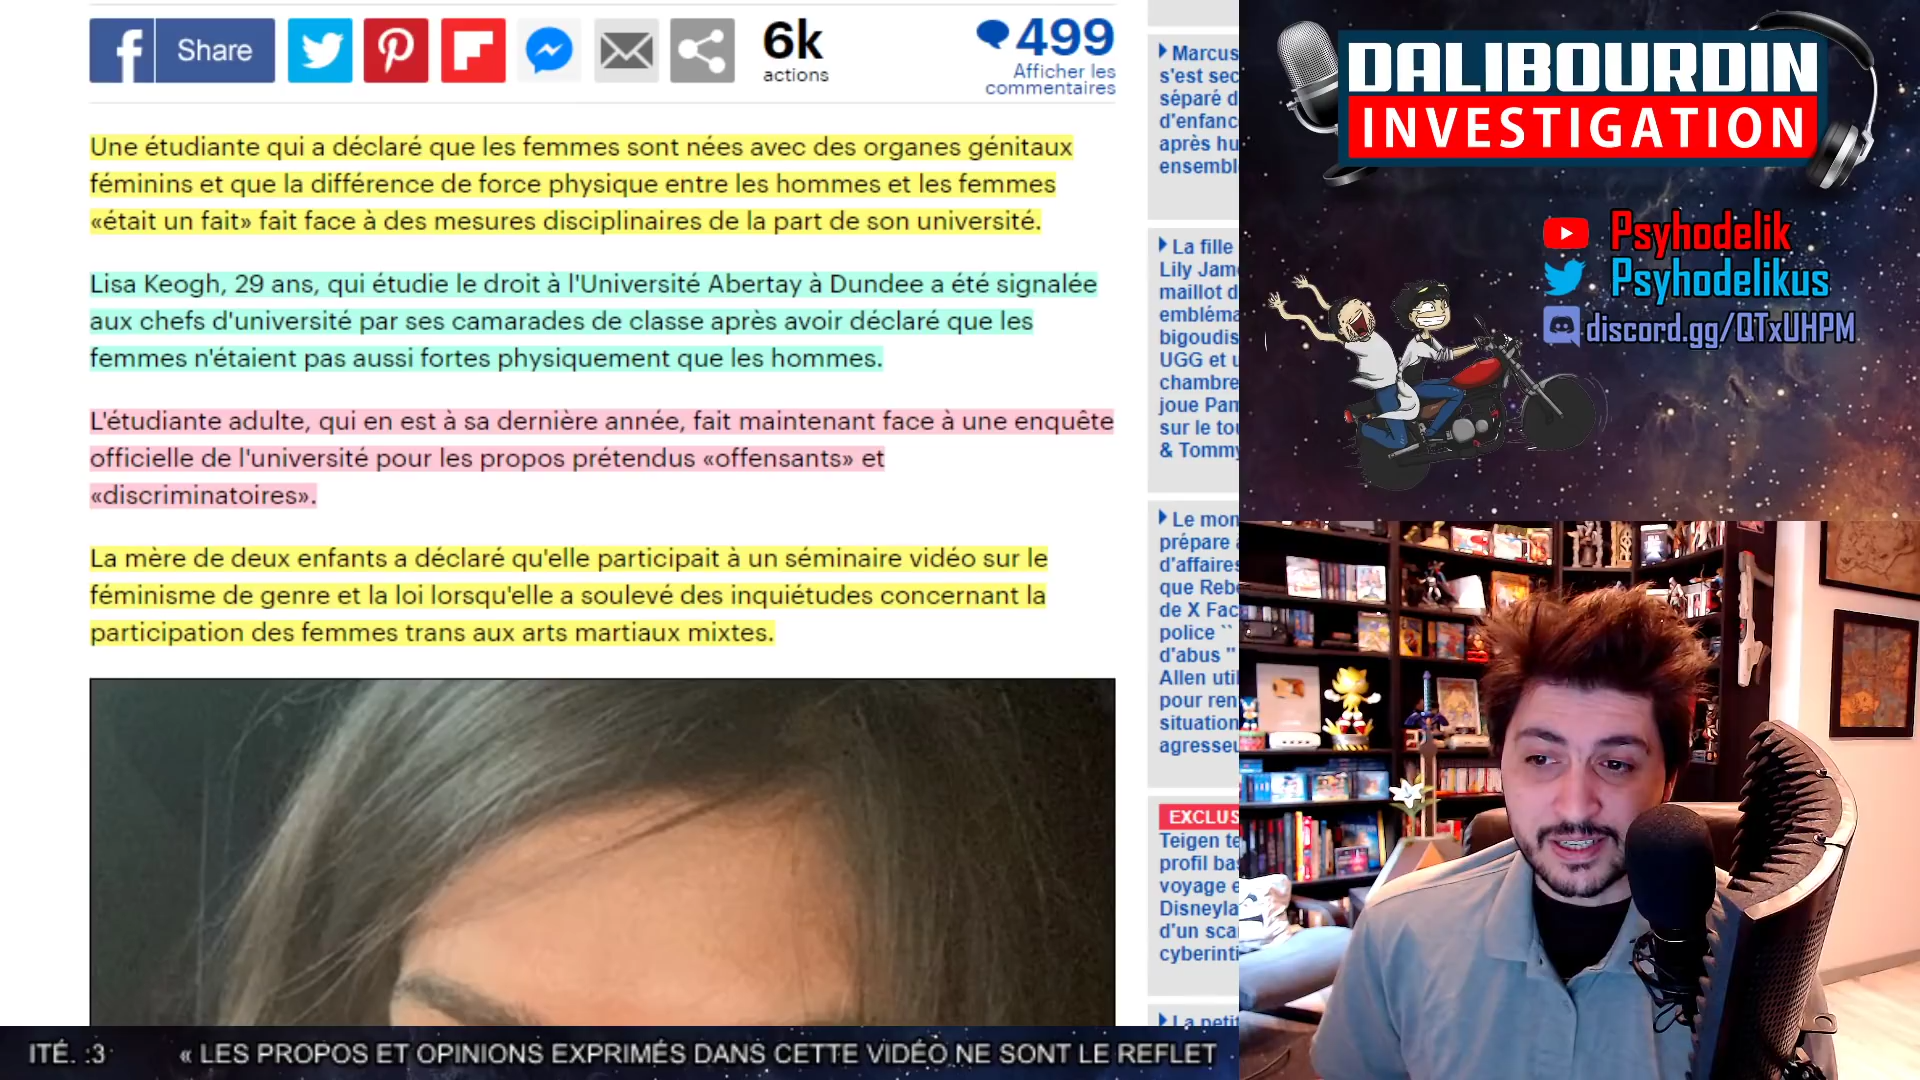 Share
6k
actions
499
Afficher les
commentaires
Une étudiante qui a déclaré que les femmes sont nées avec des organes génitaux
féminins et que la différence de force physique entre les hommes et les femmes
«était un fait» fait face à des mesures disciplinaires de la part de son université.
Lisa Keogh, 29 ans, qui étudie le droit à l'Université Abertay à Dundee a été signalée
aux chefs d'université par ses camarades de classe après avoir déclaré que les
femmes n'étaient pas aussi fortes physiquement que les hommes.
L'étudiante adulte, qui en est à sa dernière année, fait maintenant face à une enquête
officielle de l'université pour les propos prétendus «offensants» et
«discriminatoires».
La mère de deux enfants a déclaré qu'elle participait à un séminaire vidéo sur le
féminisme de genre et la loi lorsqu'elle a soulevé des inquiétudes concernant la
participation des femmes trans aux arts martiaux mixtes.
Marcus
s'est sec
séparé d
d'enfanc
après hu
ensembl
La fille
Lily Jam
maillot d
embléma
bigoudis
UGG et u
chambre
joue Pam
sur le to
& Tommy
Le mon
prépare a
d'affaires
que Rebe
de X Fac
police ``
d'abus "
Allen util
pour ren
situation
agresseu
EXCLUS
Teigen te
profil bas
voyage e
Disneyla
d'un sca
cyberinti
La petit
DALIBOURDIN
INVESTIGATION
Psyhodelik
Psyhodelikus
discord.gg/QTxUHPM
ITÉ. :3 « LES PROPOS ET OPINIONS EXPRIMÉS DANS CETTE VIDÉO NE SONT LE REFLET